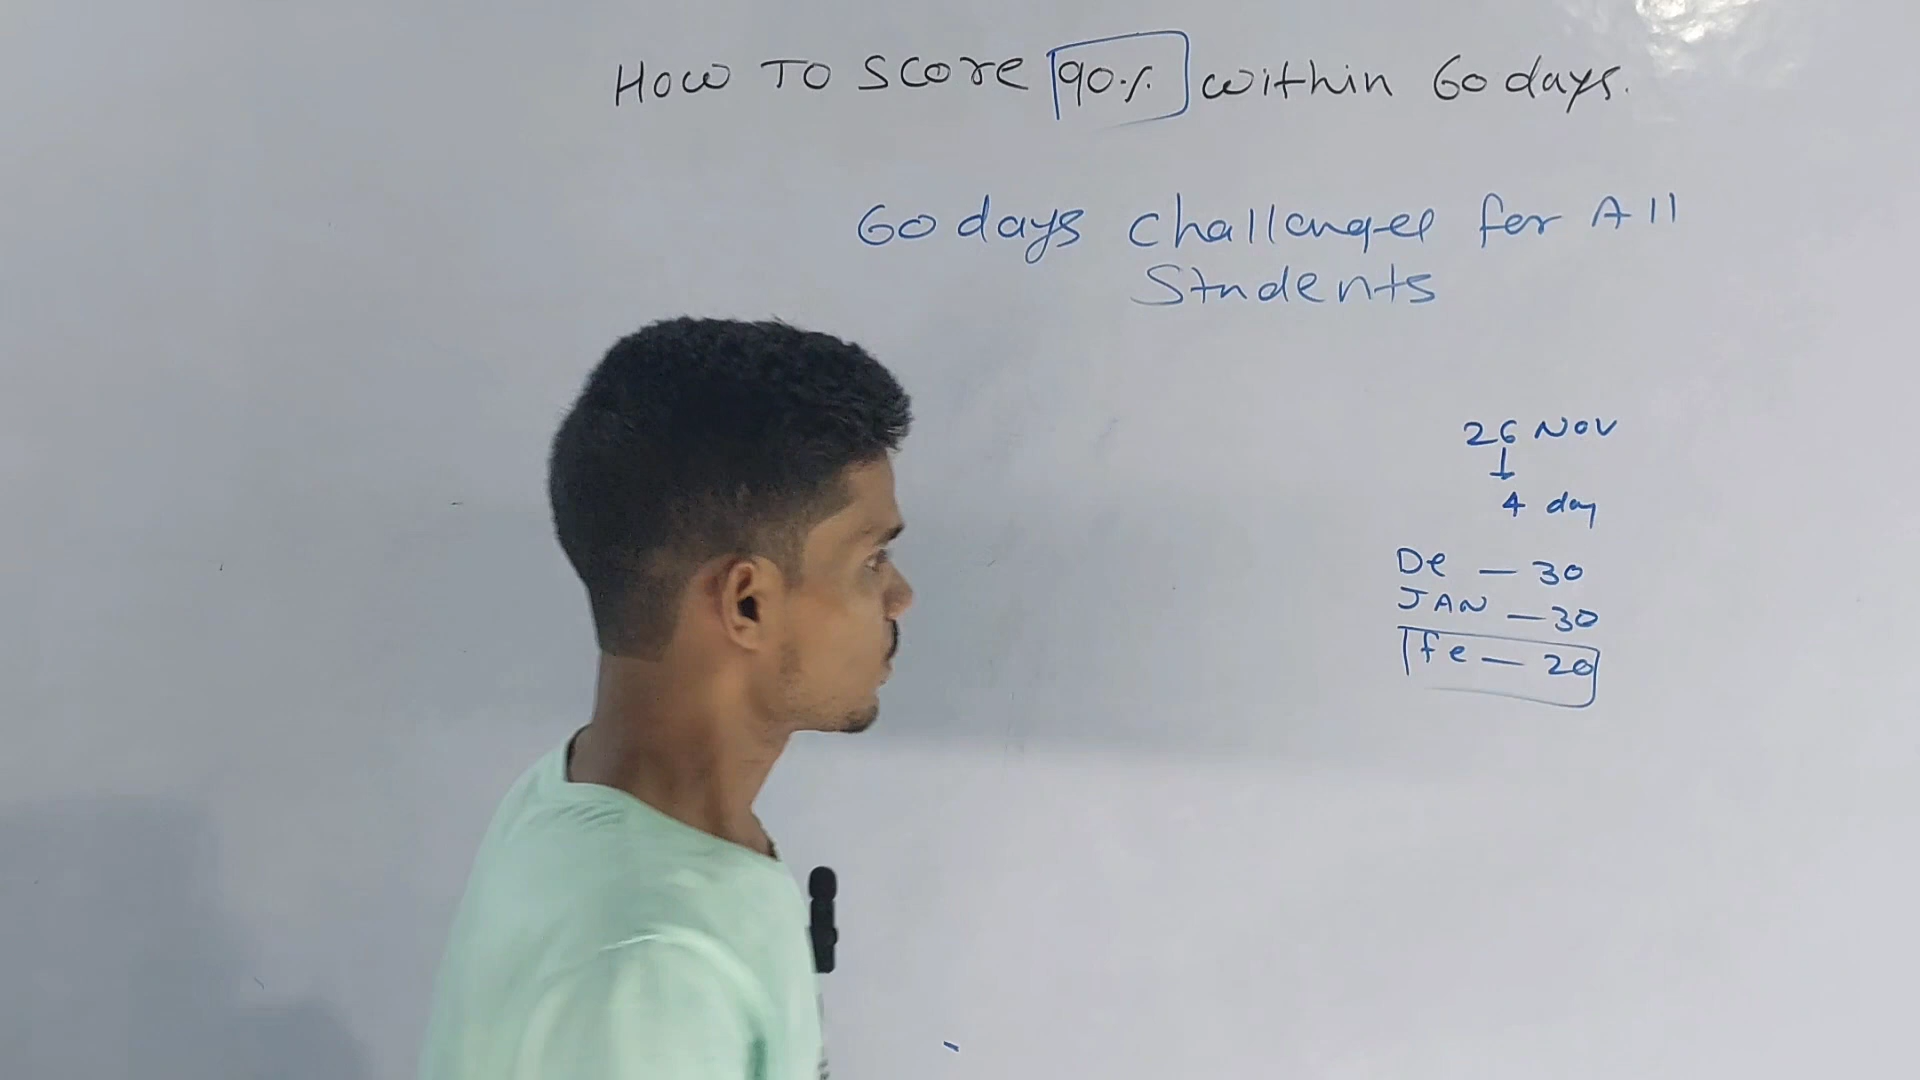 HOW TO SCORE 90% within 60 days.
60 days challenges for All
Students
26 NOV
4 day
De - 30
JAN - 30
fe - 20